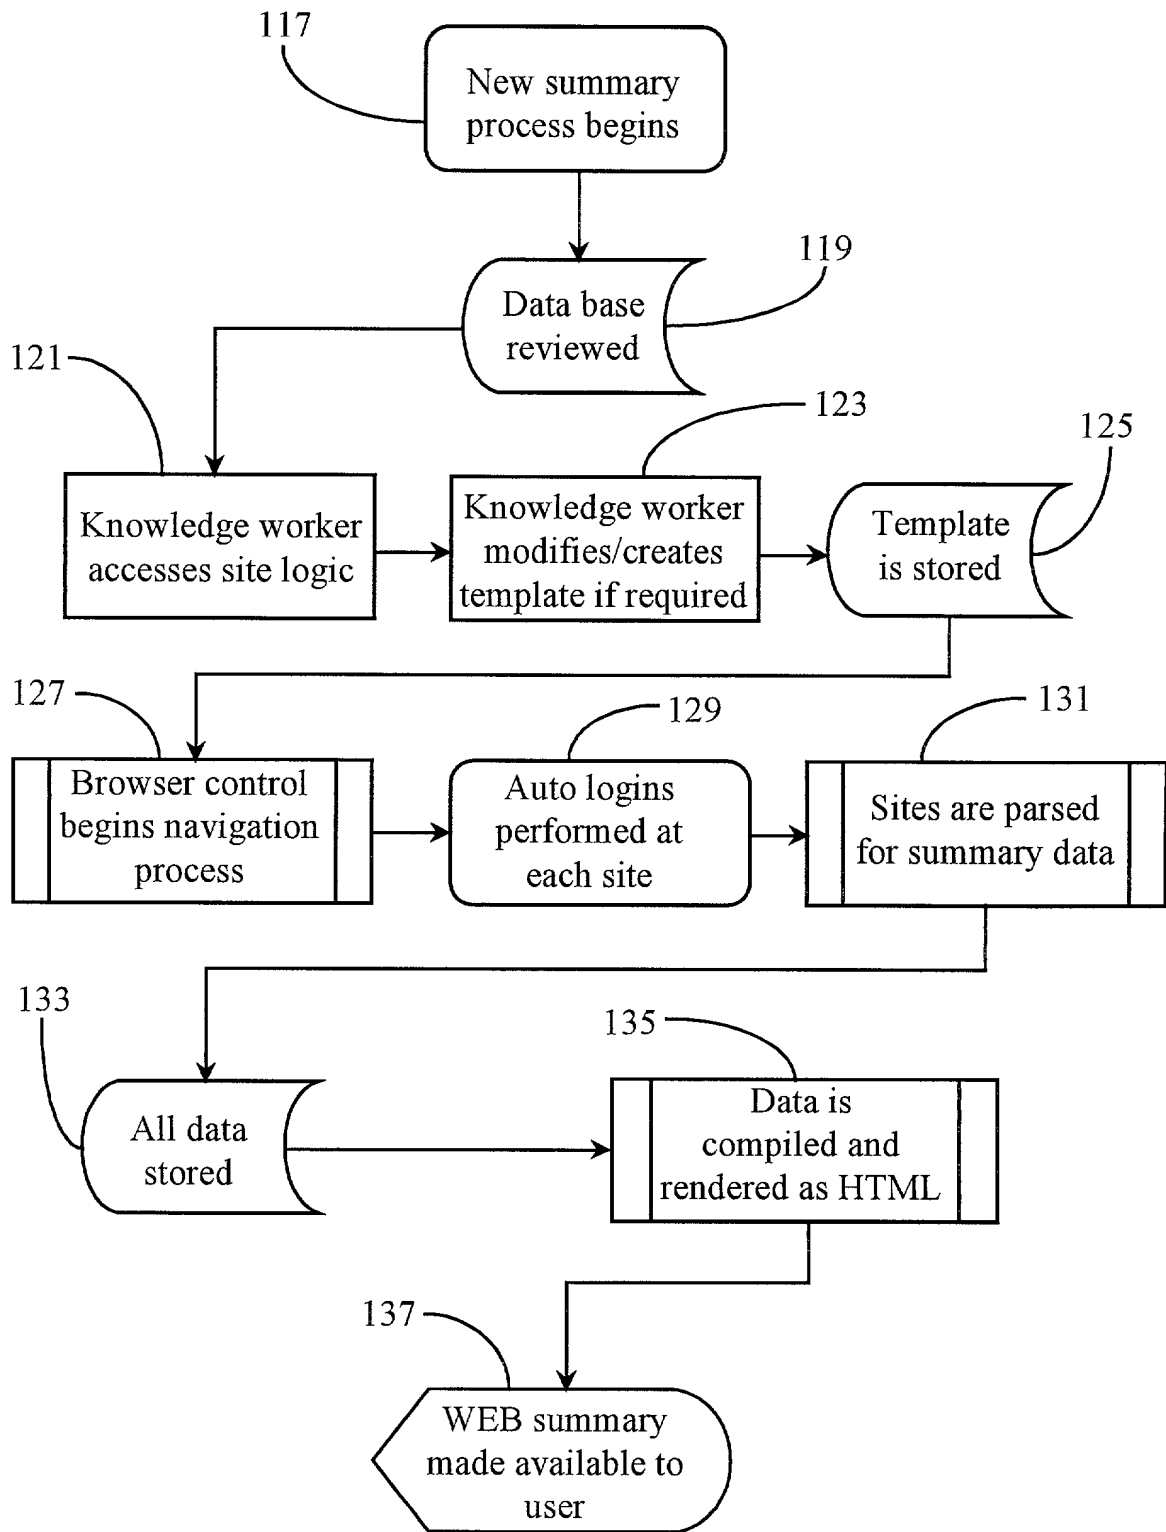 117
New summary
process begins
119
Data base
reviewed
121
123
125
Knowledge worker
accesses site logic
Knowledge worker
modifies/creates
template if required
Template
is stored
127
129
131
Browser control
begins navigation
process
Auto logins
performed at
each site
Sites are parsed
for summary data
133
135
All data
stored
Data is
compiled and
rendered as HTML
137
WEB summary
made available to
user